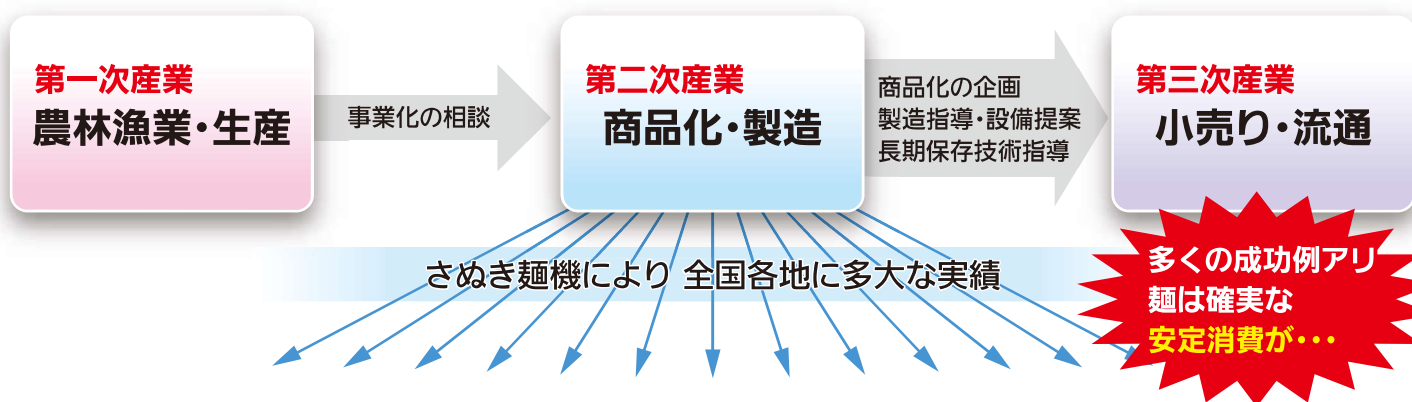 第一次産業
農林漁業・生産
事業化の相談
第二次産業
商品化・製造
商品化の企画
製造指導・設備提案
長期保存技術指導
第三次産業
小売り・流通
さぬき麺機により 全国各地に多大な実績
多くの成功例アリ
麺は確実な
安定消費が・・・